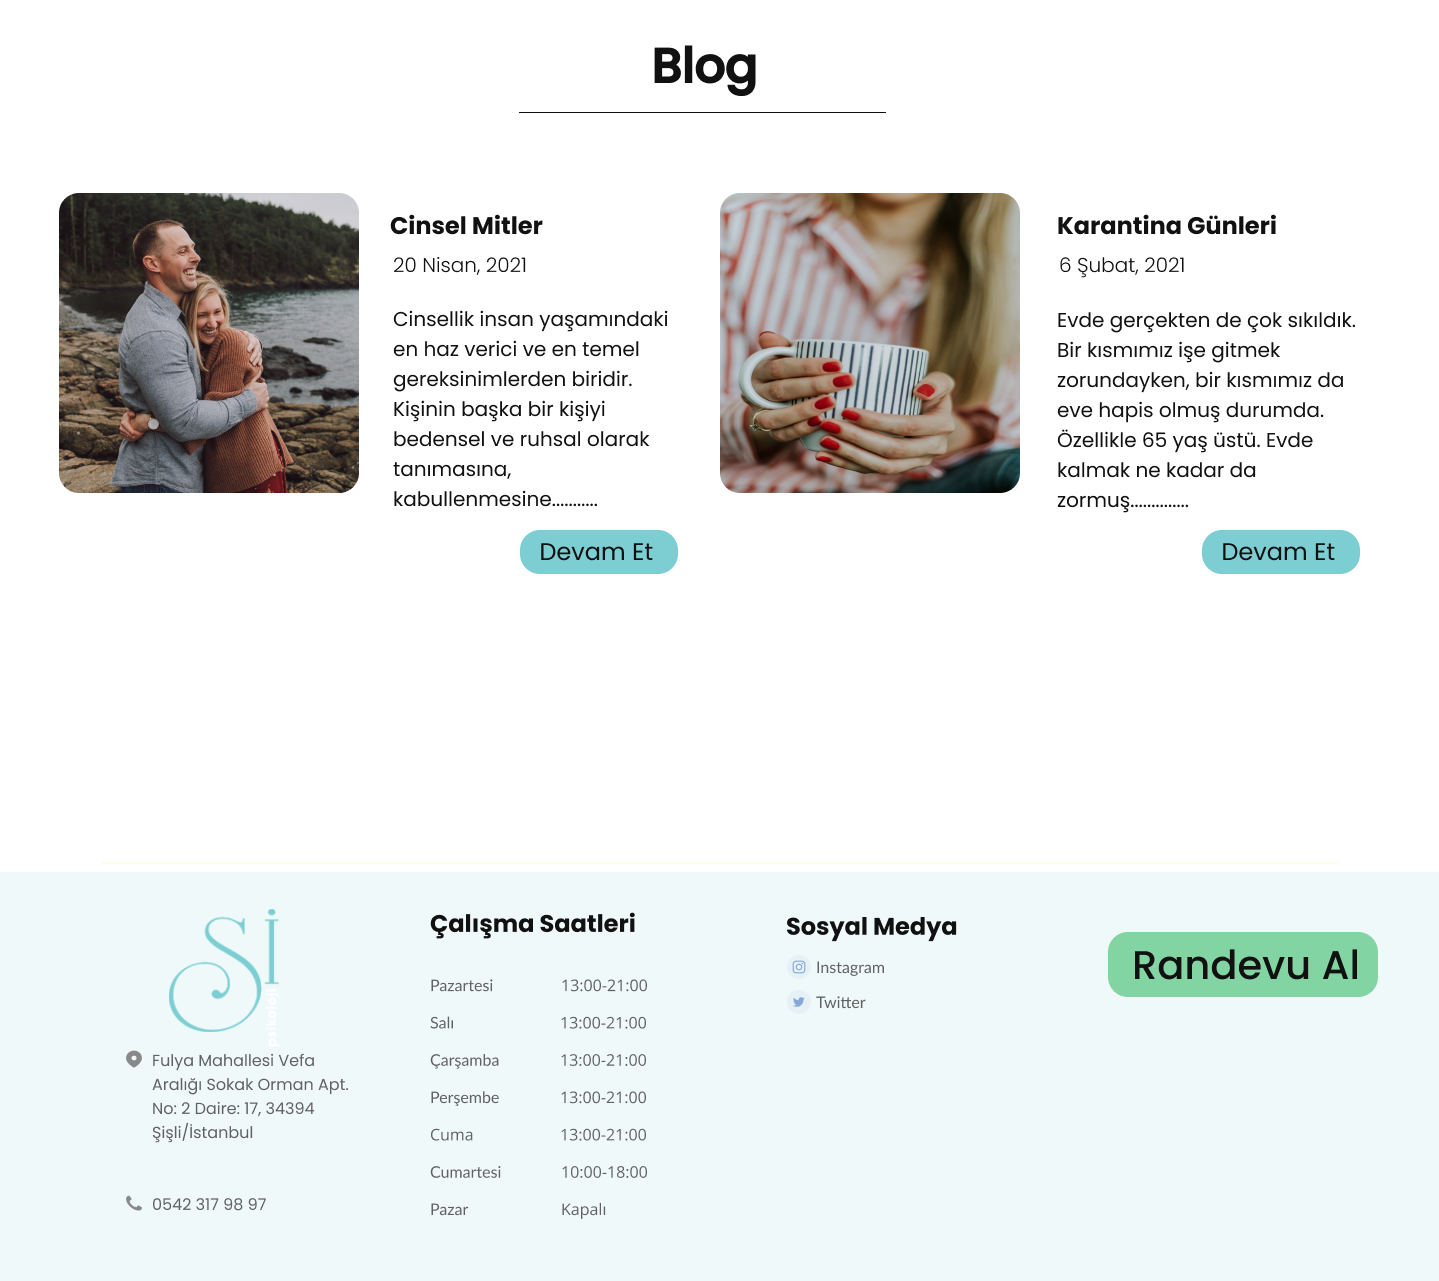 Blog
Cinsel Mitler
20 Nisan, 2021
Cinsellik insan yaşamındaki
en haz verici ve en temel
gereksinimlerden biridir.
Kişinin başka bir kişiyi
bedensel ve ruhsal olarak
tanımasına,
kabullenmesine...........
Devam Et
Karantina Günleri
6 Şubat, 2021
Evde gerçekten de çok sıkıldık.
Bir kısmımız işe gitmek
zorundayken, bir kısmımız da
eve hapis olmuş durumda.
Özellikle 65 yaş üstü. Evde
kalmak ne kadar da
zormuş..............
Devam Et
Sİ
psikoloji
Fulya Mahallesi Vefa
Aralığı Sokak Orman Apt.
No: 2 Daire: 17, 34394
Şişli/İstanbul
0542 317 98 97
Çalışma Saatleri
Pazartesi 13:00-21:00
Salı 13:00-21:00
Çarşamba 13:00-21:00
Perşembe 13:00-21:00
Cuma 13:00-21:00
Cumartesi 10:00-18:00
Pazar Kapalı
Sosyal Medya
Instagram
Twitter
Randevu Al